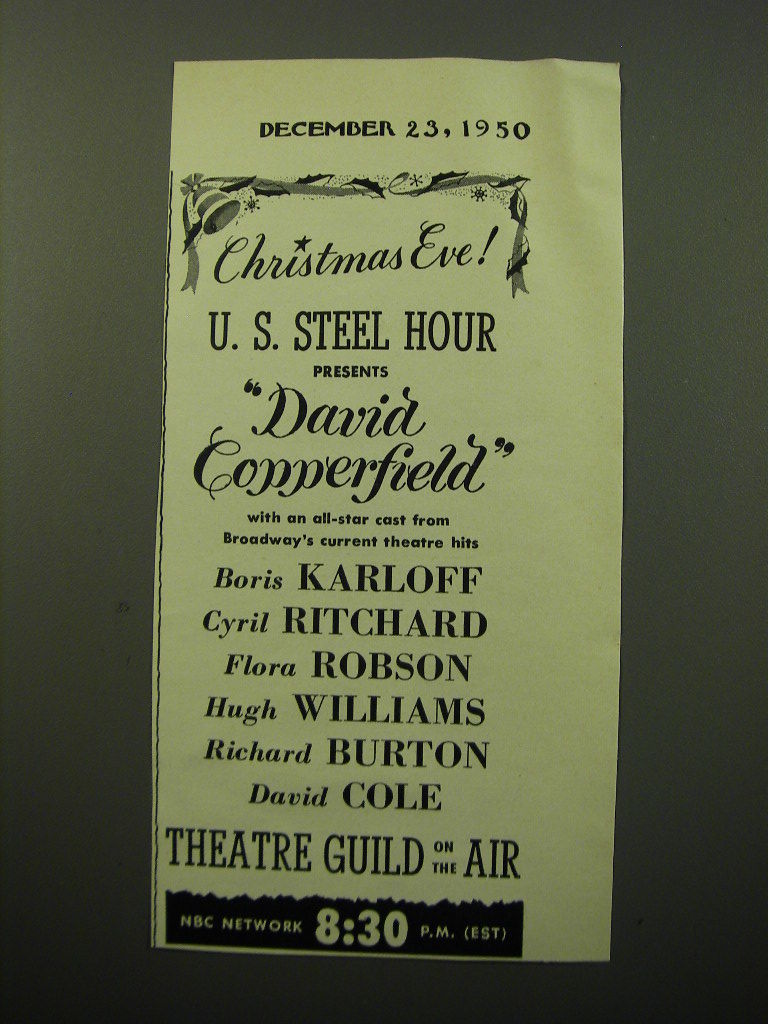 DECEMBER 23, 1950
Christmas Eve!
U. S. STEEL HOUR
PRESENTS
"David
Copperfield"
with an all-star cast from
Broadway's current theatre hits
Boris KARLOFF
Cyril RITCHARD
Flora ROBSON
Hugh WILLIAMS
Richard BURTON
David COLE
THEATRE GUILD ON THE AIR
NBC NETWORK 8:30 P.M. (EST)